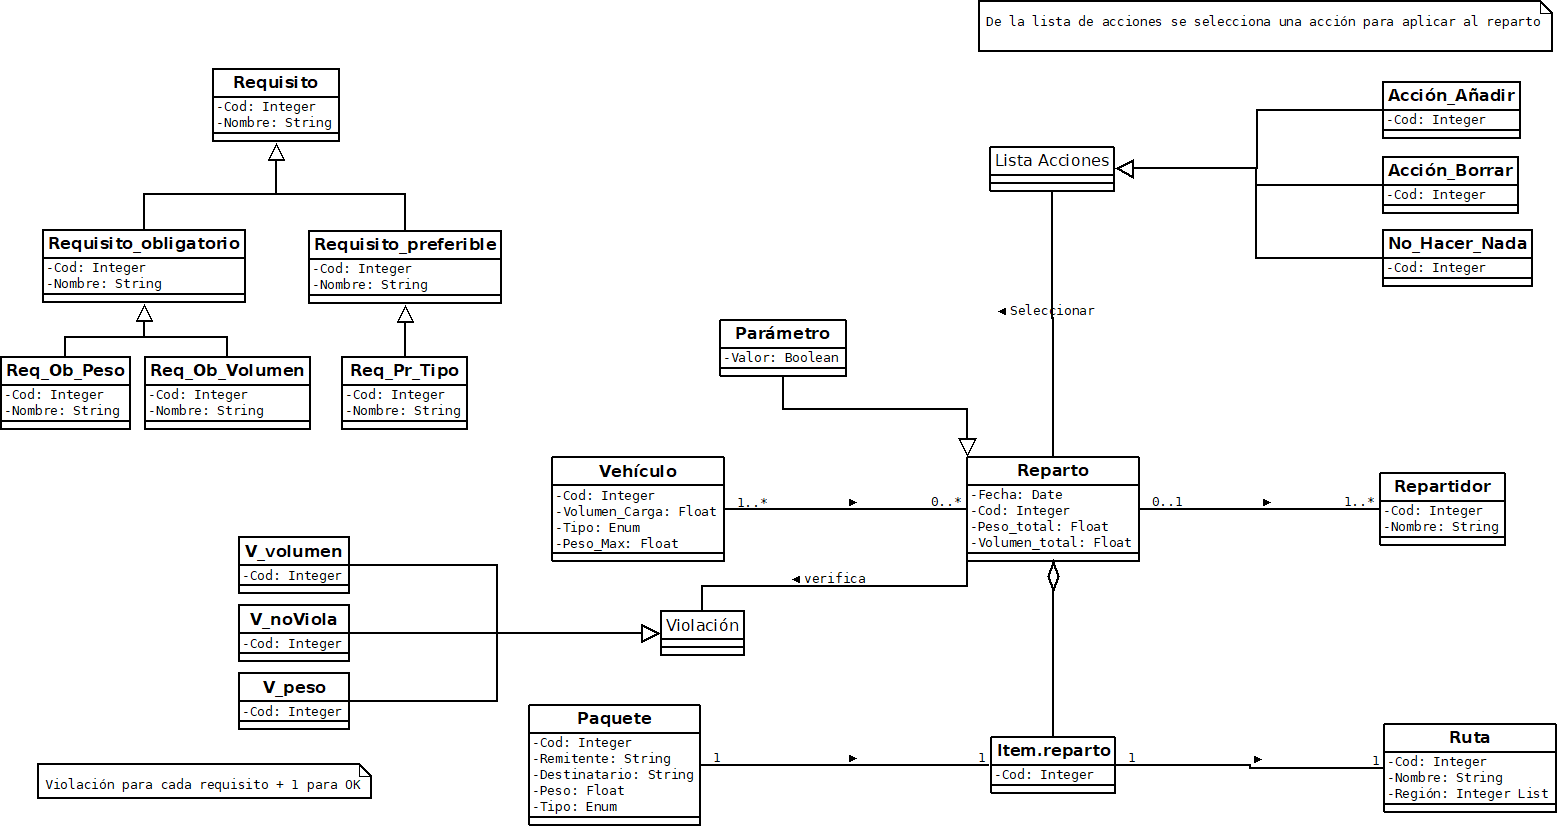 De la lista de acciones se selecciona una acción para aplicar al reparto
Requisito
-Cod: Integer
-Nombre: String
Acción_Añadir
-Cod: Integer
Lista Acciones
Acción_Borrar
-Cod: Integer
No_Hacer_Nada
-Cod: Integer
Requisito_obligatorio
-Cod: Integer
-Nombre: String
Requisito_preferible
-Cod: Integer
-Nombre: String
Seleccionar
Parámetro
-Valor: Boolean
Req_Ob_Peso
-Cod: Integer
-Nombre: String
Req_Ob_Volumen
-Cod: Integer
-Nombre: String
Req_Pr_Tipo
-Cod: Integer
-Nombre: String
Vehículo
-Cod: Integer
-Volumen_Carga: Float
-Tipo: Enum
-Peso_Max: Float
1..*
0..*
Reparto
-Fecha: Date
-Cod: Integer
-Peso_total: Float
-Volumen_total: Float
0..1
1..*
Repartidor
-Cod: Integer
-Nombre: String
verifica
V_volumen
-Cod: Integer
V_noViola
-Cod: Integer
V_peso
-Cod: Integer
Violación
Paquete
-Cod: Integer
-Remitente: String
-Destinatario: String
-Peso: Float
-Tipo: Enum
1
1
Item.reparto
-Cod: Integer
1
1
Ruta
-Cod: Integer
-Nombre: String
-Región: Integer List
Violación para cada requisito + 1 para OK